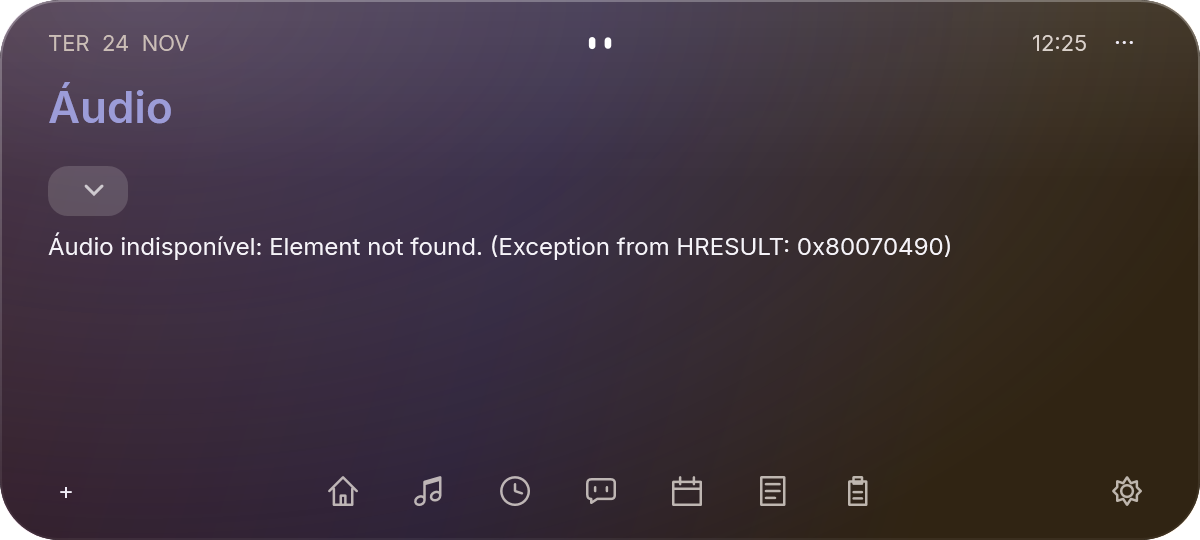 TER 24 NOV
12:25
Áudio
Áudio indisponível: Element not found. (Exception from HRESULT: 0x80070490)
+